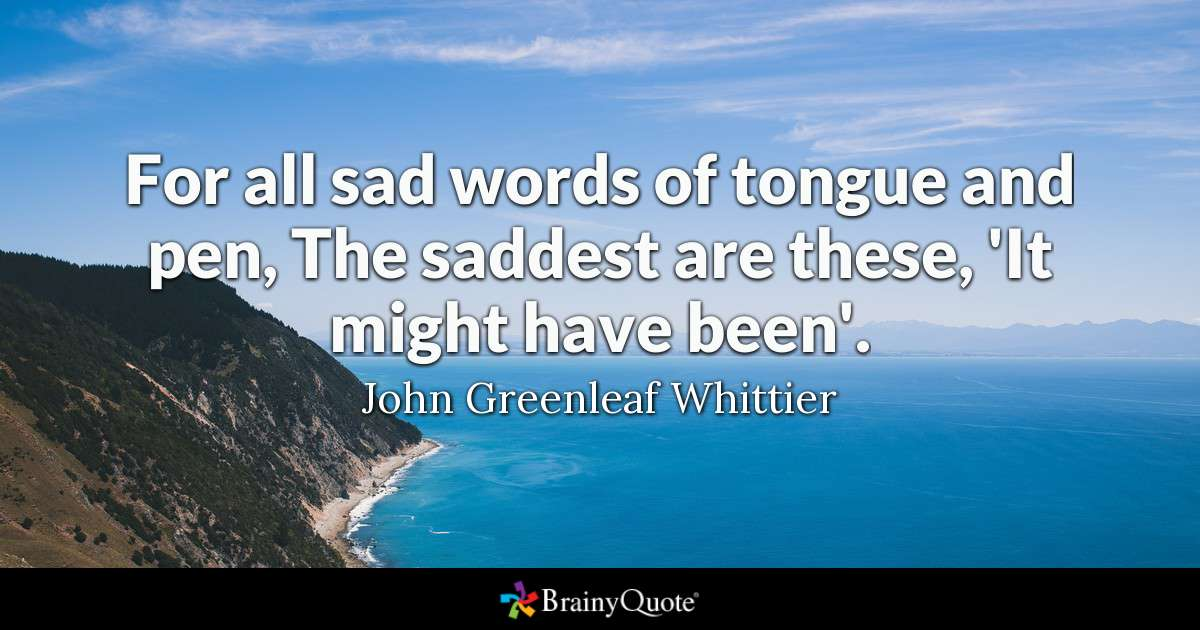 For all sad words of tongue and
pen, The saddest are these, 'It
might have been'.
John Greenleaf Whittier
BrainyQuote®